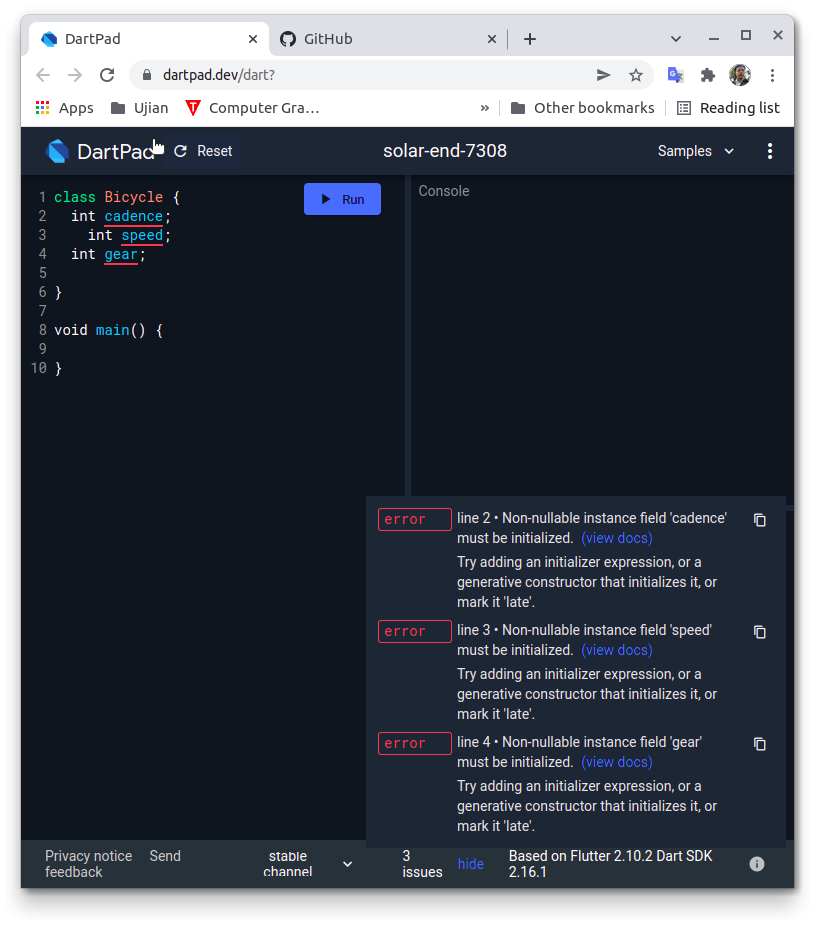 DartPad
GitHub
dartpad.dev/dart?
Apps Ujian Computer Gra… » Other bookmarks Reading list
DartPad Reset solar-end-7308 Samples
Run
Console
1 class Bicycle {
2   int cadence;
3     int speed;
4   int gear;
5
6 }
7
8 void main() {
9
10 }
error line 2 • Non-nullable instance field 'cadence'
must be initialized. (view docs)
Try adding an initializer expression, or a
generative constructor that initializes it, or
mark it 'late'.
error line 3 • Non-nullable instance field 'speed'
must be initialized. (view docs)
Try adding an initializer expression, or a
generative constructor that initializes it, or
mark it 'late'.
error line 4 • Non-nullable instance field 'gear'
must be initialized. (view docs)
Try adding an initializer expression, or a
generative constructor that initializes it, or
mark it 'late'.
Privacy notice Send
feedback
stable
channel
3
issues
hide
Based on Flutter 2.10.2 Dart SDK
2.16.1